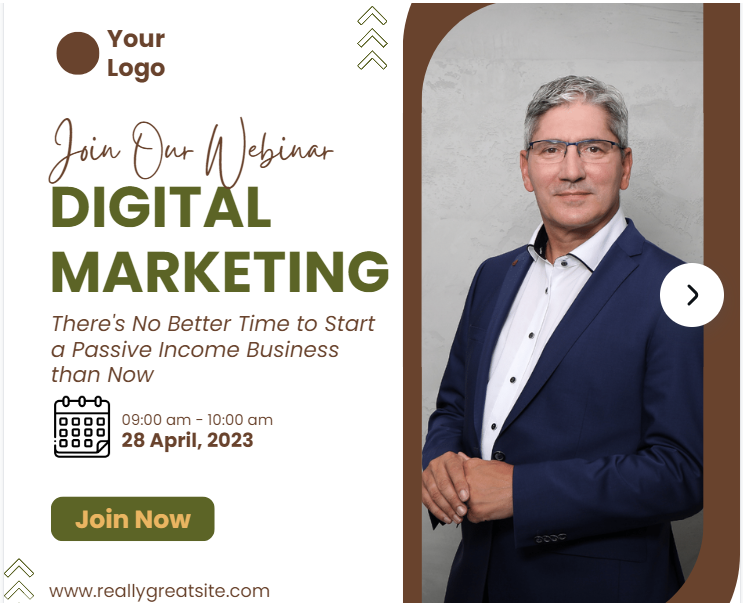 Your
Logo
Join Our Webinar
DIGITAL
MARKETING
There's No Better Time to Start
a Passive Income Business
than Now
09:00 am - 10:00 am
28 April, 2023
Join Now
www.reallygreatsite.com